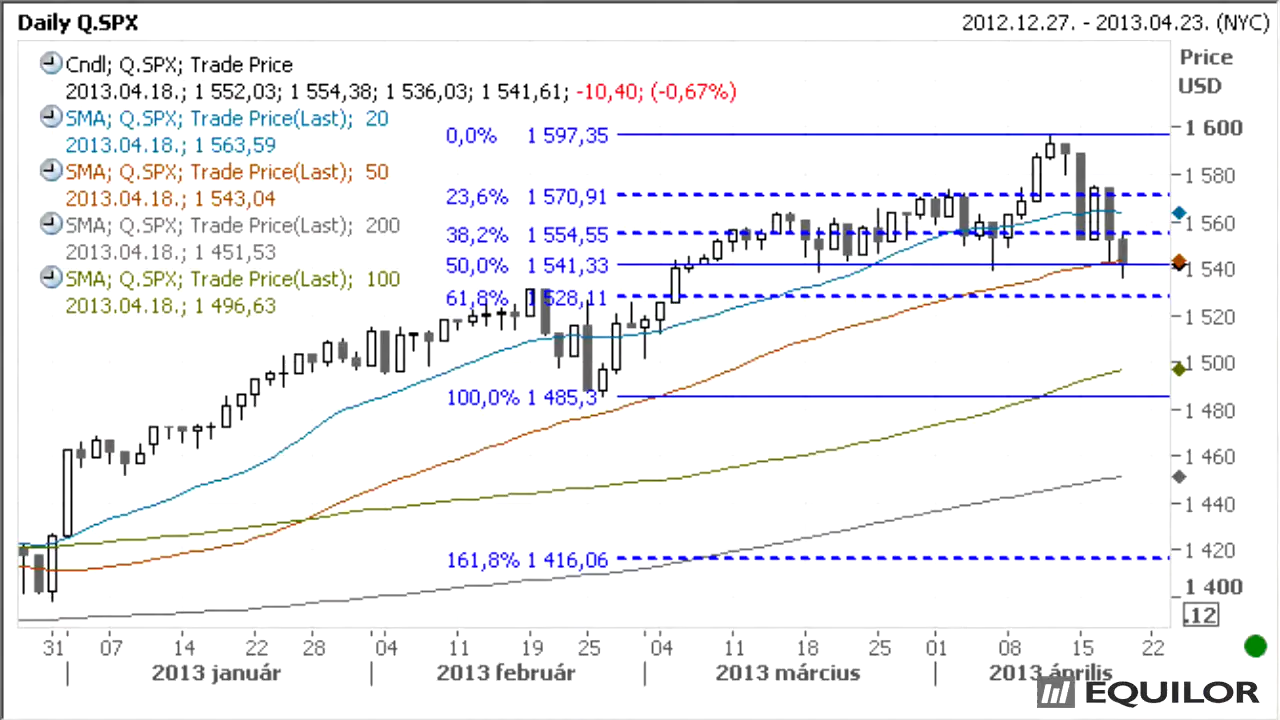 Daily Q.SPX
2012.12.27. - 2013.04.23. (NYC)
Cndl; Q.SPX; Trade Price
2013.04.18.; 1 552,03; 1 554,38; 1 536,03; 1 541,61; -10,40; (-0,67%)
SMA; Q.SPX; Trade Price(Last); 20
2013.04.18.; 1 563,59
SMA; Q.SPX; Trade Price(Last); 50
2013.04.18.; 1 543,04
SMA; Q.SPX; Trade Price(Last); 200
2013.04.18.; 1 451,53
SMA; Q.SPX; Trade Price(Last); 100
2013.04.18.; 1 496,63
0,0% 1 597,35
23,6% 1 570,91
38,2% 1 554,55
50,0% 1 541,33
61,8% 1 528,11
100,0% 1 485,3
161,8% 1 416,06
Price
USD
1 600
1 580
1 560
1 540
1 520
1 500
1 480
1 460
1 440
1 420
1 400
.12
31 07 14 22 28 04 11 19 25 04 11 18 25 01 08 15 22
2013 január 2013 február 2013 március 2013 április
EQUILOR